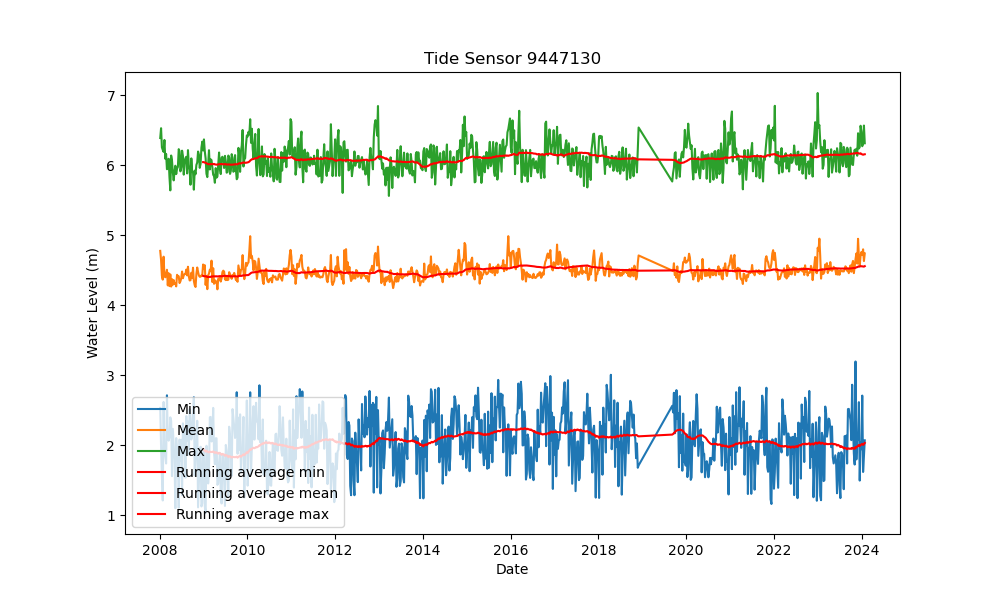 Tide Sensor 9447130
7
6
5
4
3
2
1
Water Level (m)
Min
Mean
Max
Running average min
Running average mean
Running average max
2008 2010 2012 2014 2016 2018 2020 2022 2024
Date